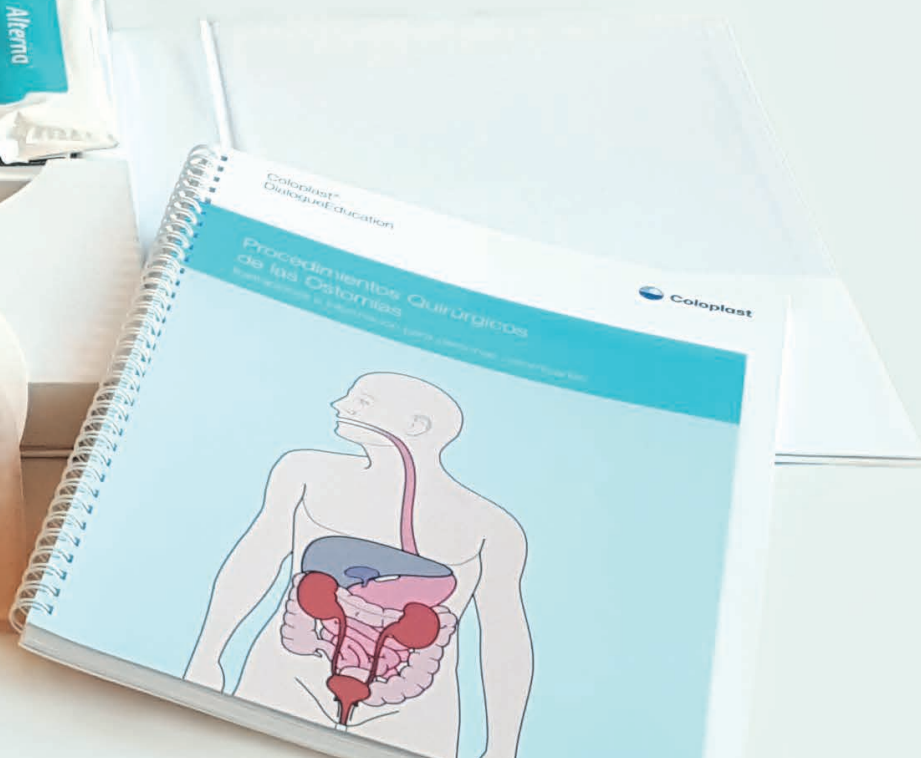 Alterna
Coloplast®
DialogueEducation
Procedimientos Quirúrgicos
de las Ostomías
Coloplast